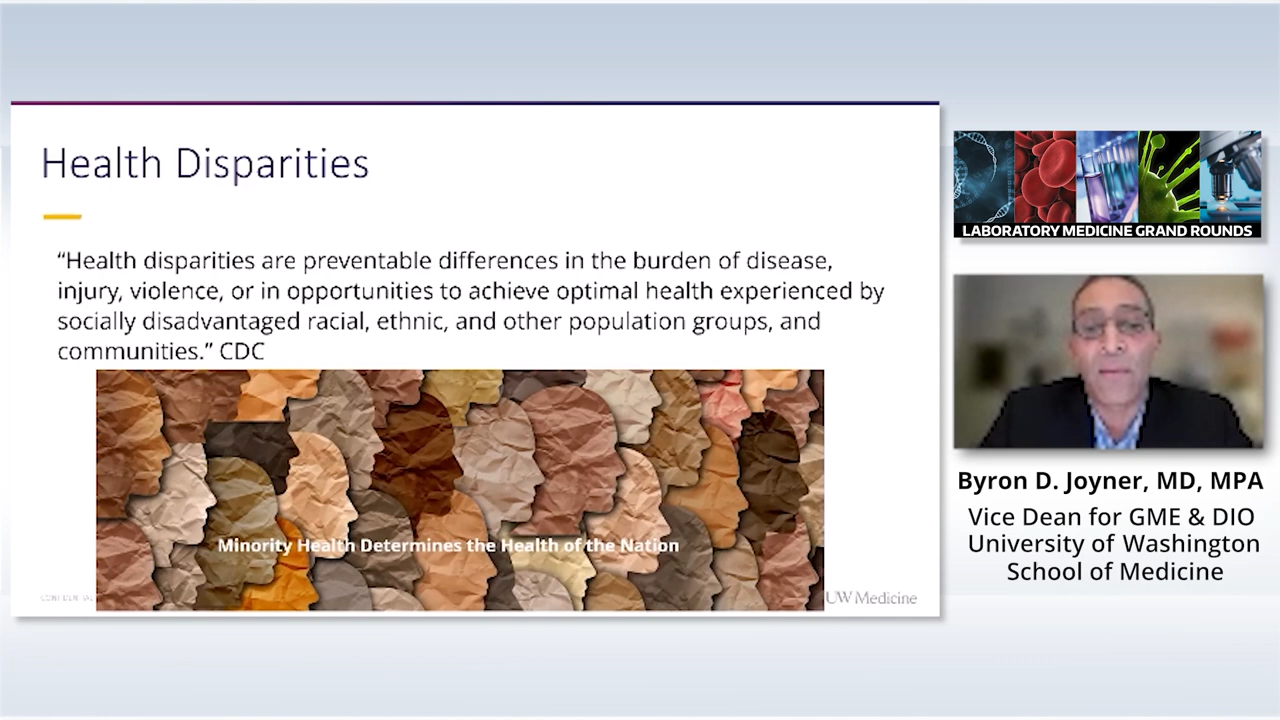 Health Disparities
“Health disparities are preventable differences in the burden of disease,
injury, violence, or in opportunities to achieve optimal health experienced by
socially disadvantaged racial, ethnic, and other population groups, and
communities.” CDC
Minority Health Determines the Health of the Nation
UW Medicine
LABORATORY MEDICINE GRAND ROUNDS
Byron D. Joyner, MD, MPA
Vice Dean for GME & DIO
University of Washington
School of Medicine